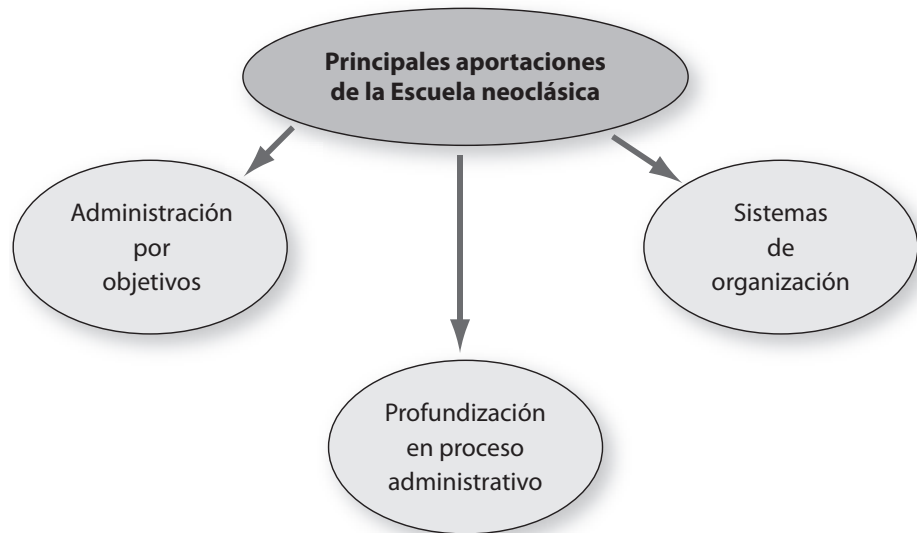 Principales aportaciones
de la Escuela neoclásica
Administración
por
objetivos
Sistemas
de
organización
Profundización
en proceso
administrativo